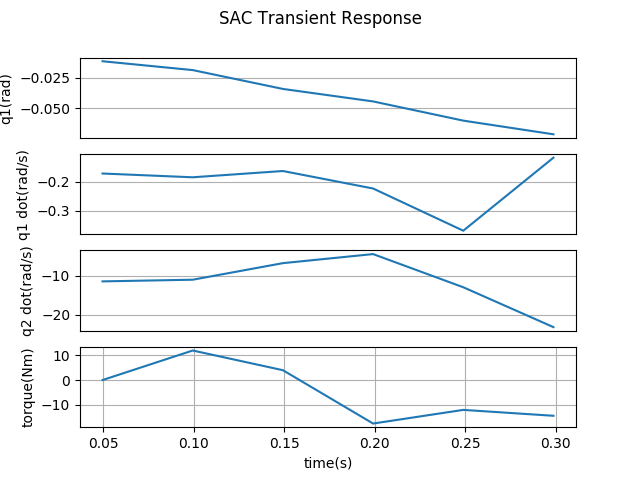 SAC Transient Response
q1(rad)
−0.025
−0.050
q1 dot(rad/s)
−0.2
−0.3
q2 dot(rad/s)
−10
−20
torque(Nm)
10
0
−10
0.05 0.10 0.15 0.20 0.25 0.30
time(s)